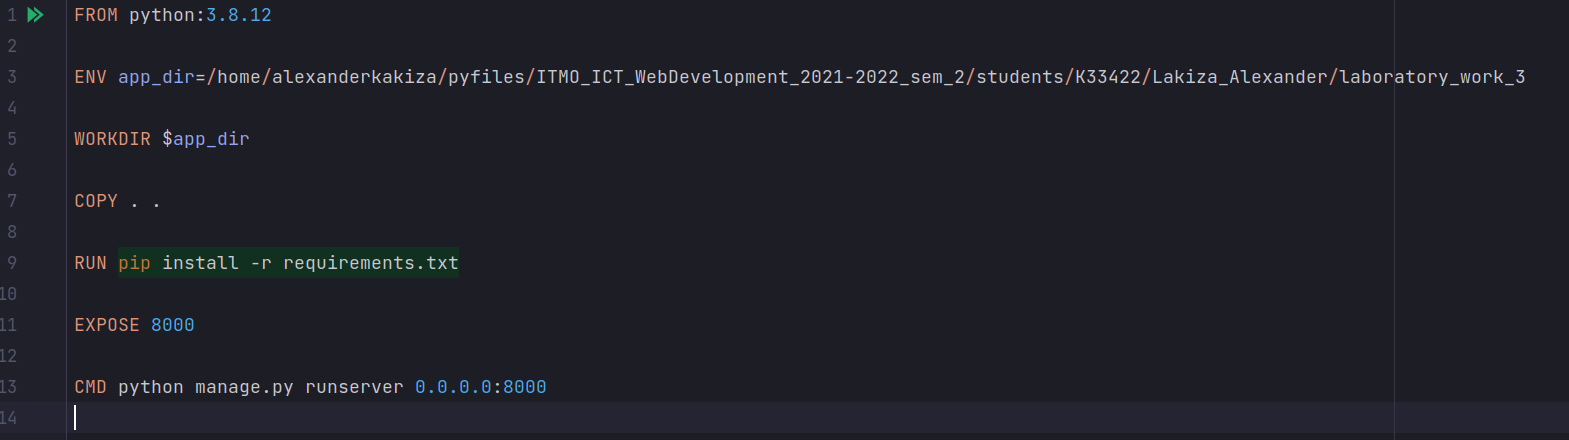 1 FROM python:3.8.12
2
3 ENV app_dir=/home/alexanderkakiza/pyfiles/ITMO_ICT_WebDevelopment_2021-2022_sem_2/students/K33422/Lakiza_Alexander/laboratory_work_3
4
5 WORKDIR $app_dir
6
7 COPY . .
8
9 RUN pip install -r requirements.txt
10
11 EXPOSE 8000
12
13 CMD python manage.py runserver 0.0.0.0:8000
14